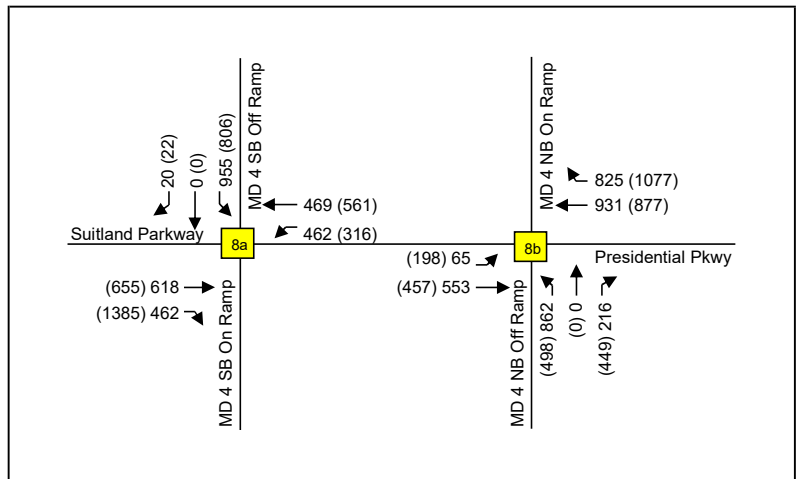 MD 4 SB Off Ramp
MD 4 NB On Ramp
20 (22)
0 (0)
955 (806)
825 (1077)
469 (561)
931 (877)
Suitland Parkway
462 (316)
8a
8b
(198) 65
Presidential Pkwy
(655) 618
(457) 553
(1385) 462
MD 4 SB On Ramp
MD 4 NB Off Ramp
(498) 862
(0) 0
(449) 216